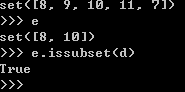 set([8, 9, 10, 11, 7])
>>> e
set([8, 10])
>>> e.issubset(d)
True
>>>